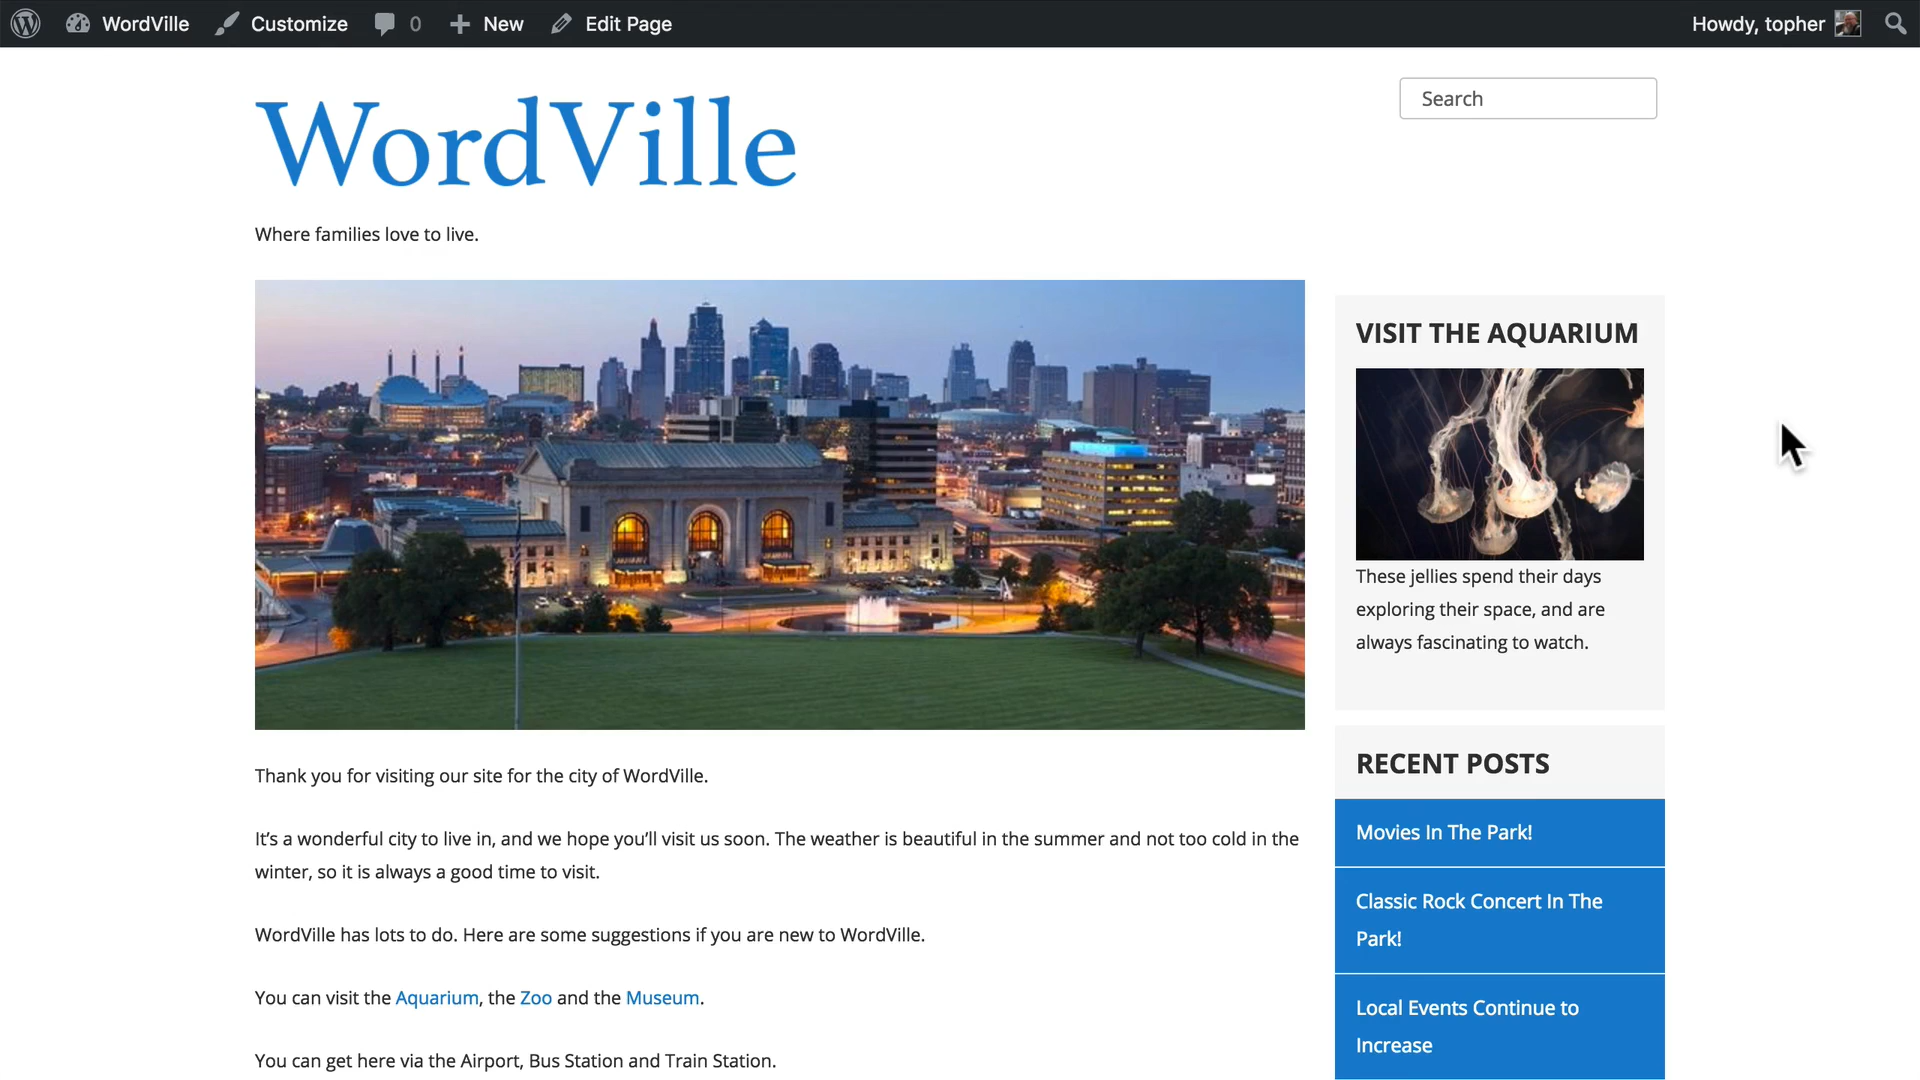 WordVille Customize 0 New Edit Page Howdy, topher
WordVille
Search
Where families love to live.
VISIT THE AQUARIUM
These jellies spend their days
exploring their space, and are
always fascinating to watch.
Thank you for visiting our site for the city of WordVille.
It’s a wonderful city to live in, and we hope you’ll visit us soon. The weather is beautiful in the summer and not too cold in the
winter, so it is always a good time to visit.
WordVille has lots to do. Here are some suggestions if you are new to WordVille.
You can visit the Aquarium, the Zoo and the Museum.
You can get here via the Airport, Bus Station and Train Station.
RECENT POSTS
Movies In The Park!
Classic Rock Concert In The
Park!
Local Events Continue to
Increase